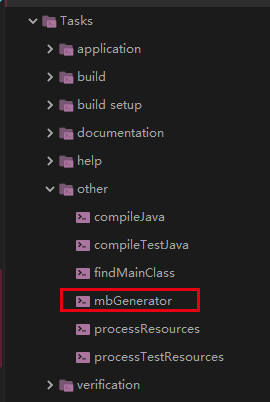 Tasks
application
build
build setup
documentation
help
other
compileJava
compileTestJava
findMainClass
mbGenerator
processResources
processTestResources
verification